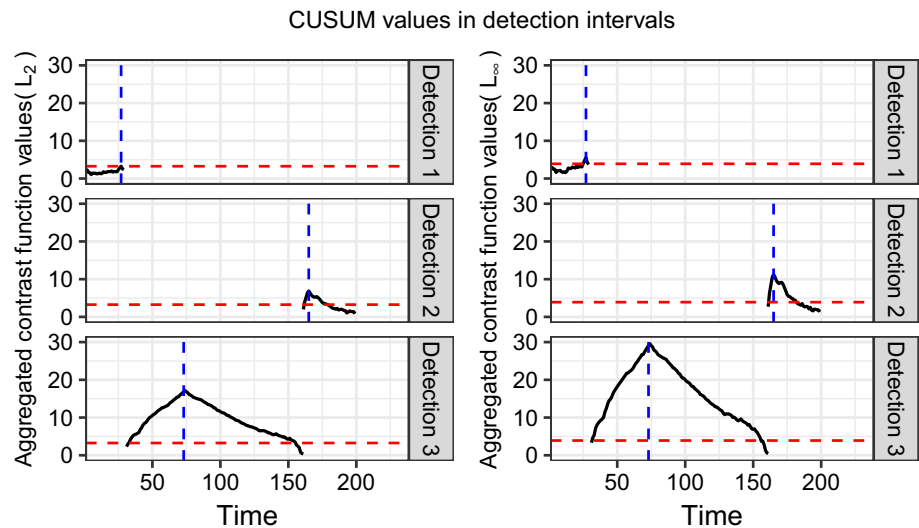 CUSUM values in detection intervals
Aggregated contrast function values( L2 )
30
20
10
0
Detection 1
30
20
10
0
Detection 2
30
20
10
0
Detection 3
50
100
150
200
Time
Aggregated contrast function values( L∞ )
30
20
10
0
Detection 1
30
20
10
0
Detection 2
30
20
10
0
Detection 3
50
100
150
200
Time